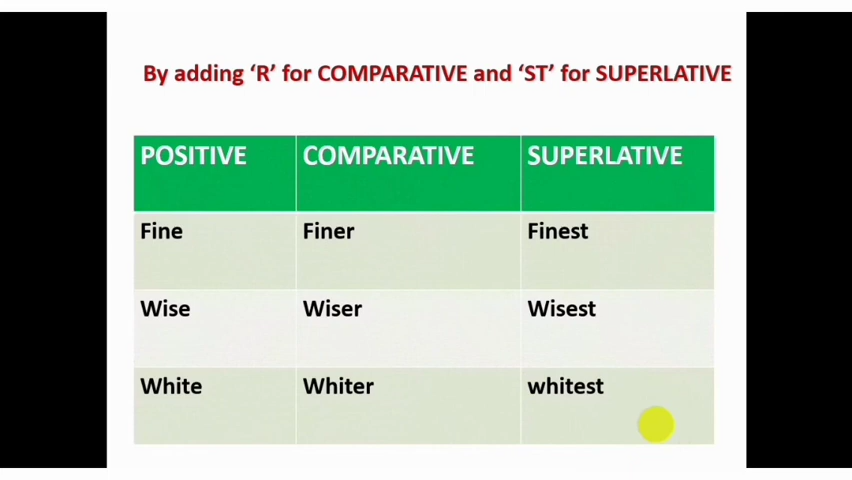 By adding ‘R’ for COMPARATIVE and ‘ST’ for SUPERLATIVE
POSITIVE COMPARATIVE SUPERLATIVE
Fine Finer Finest
Wise Wiser Wisest
White Whiter whitest